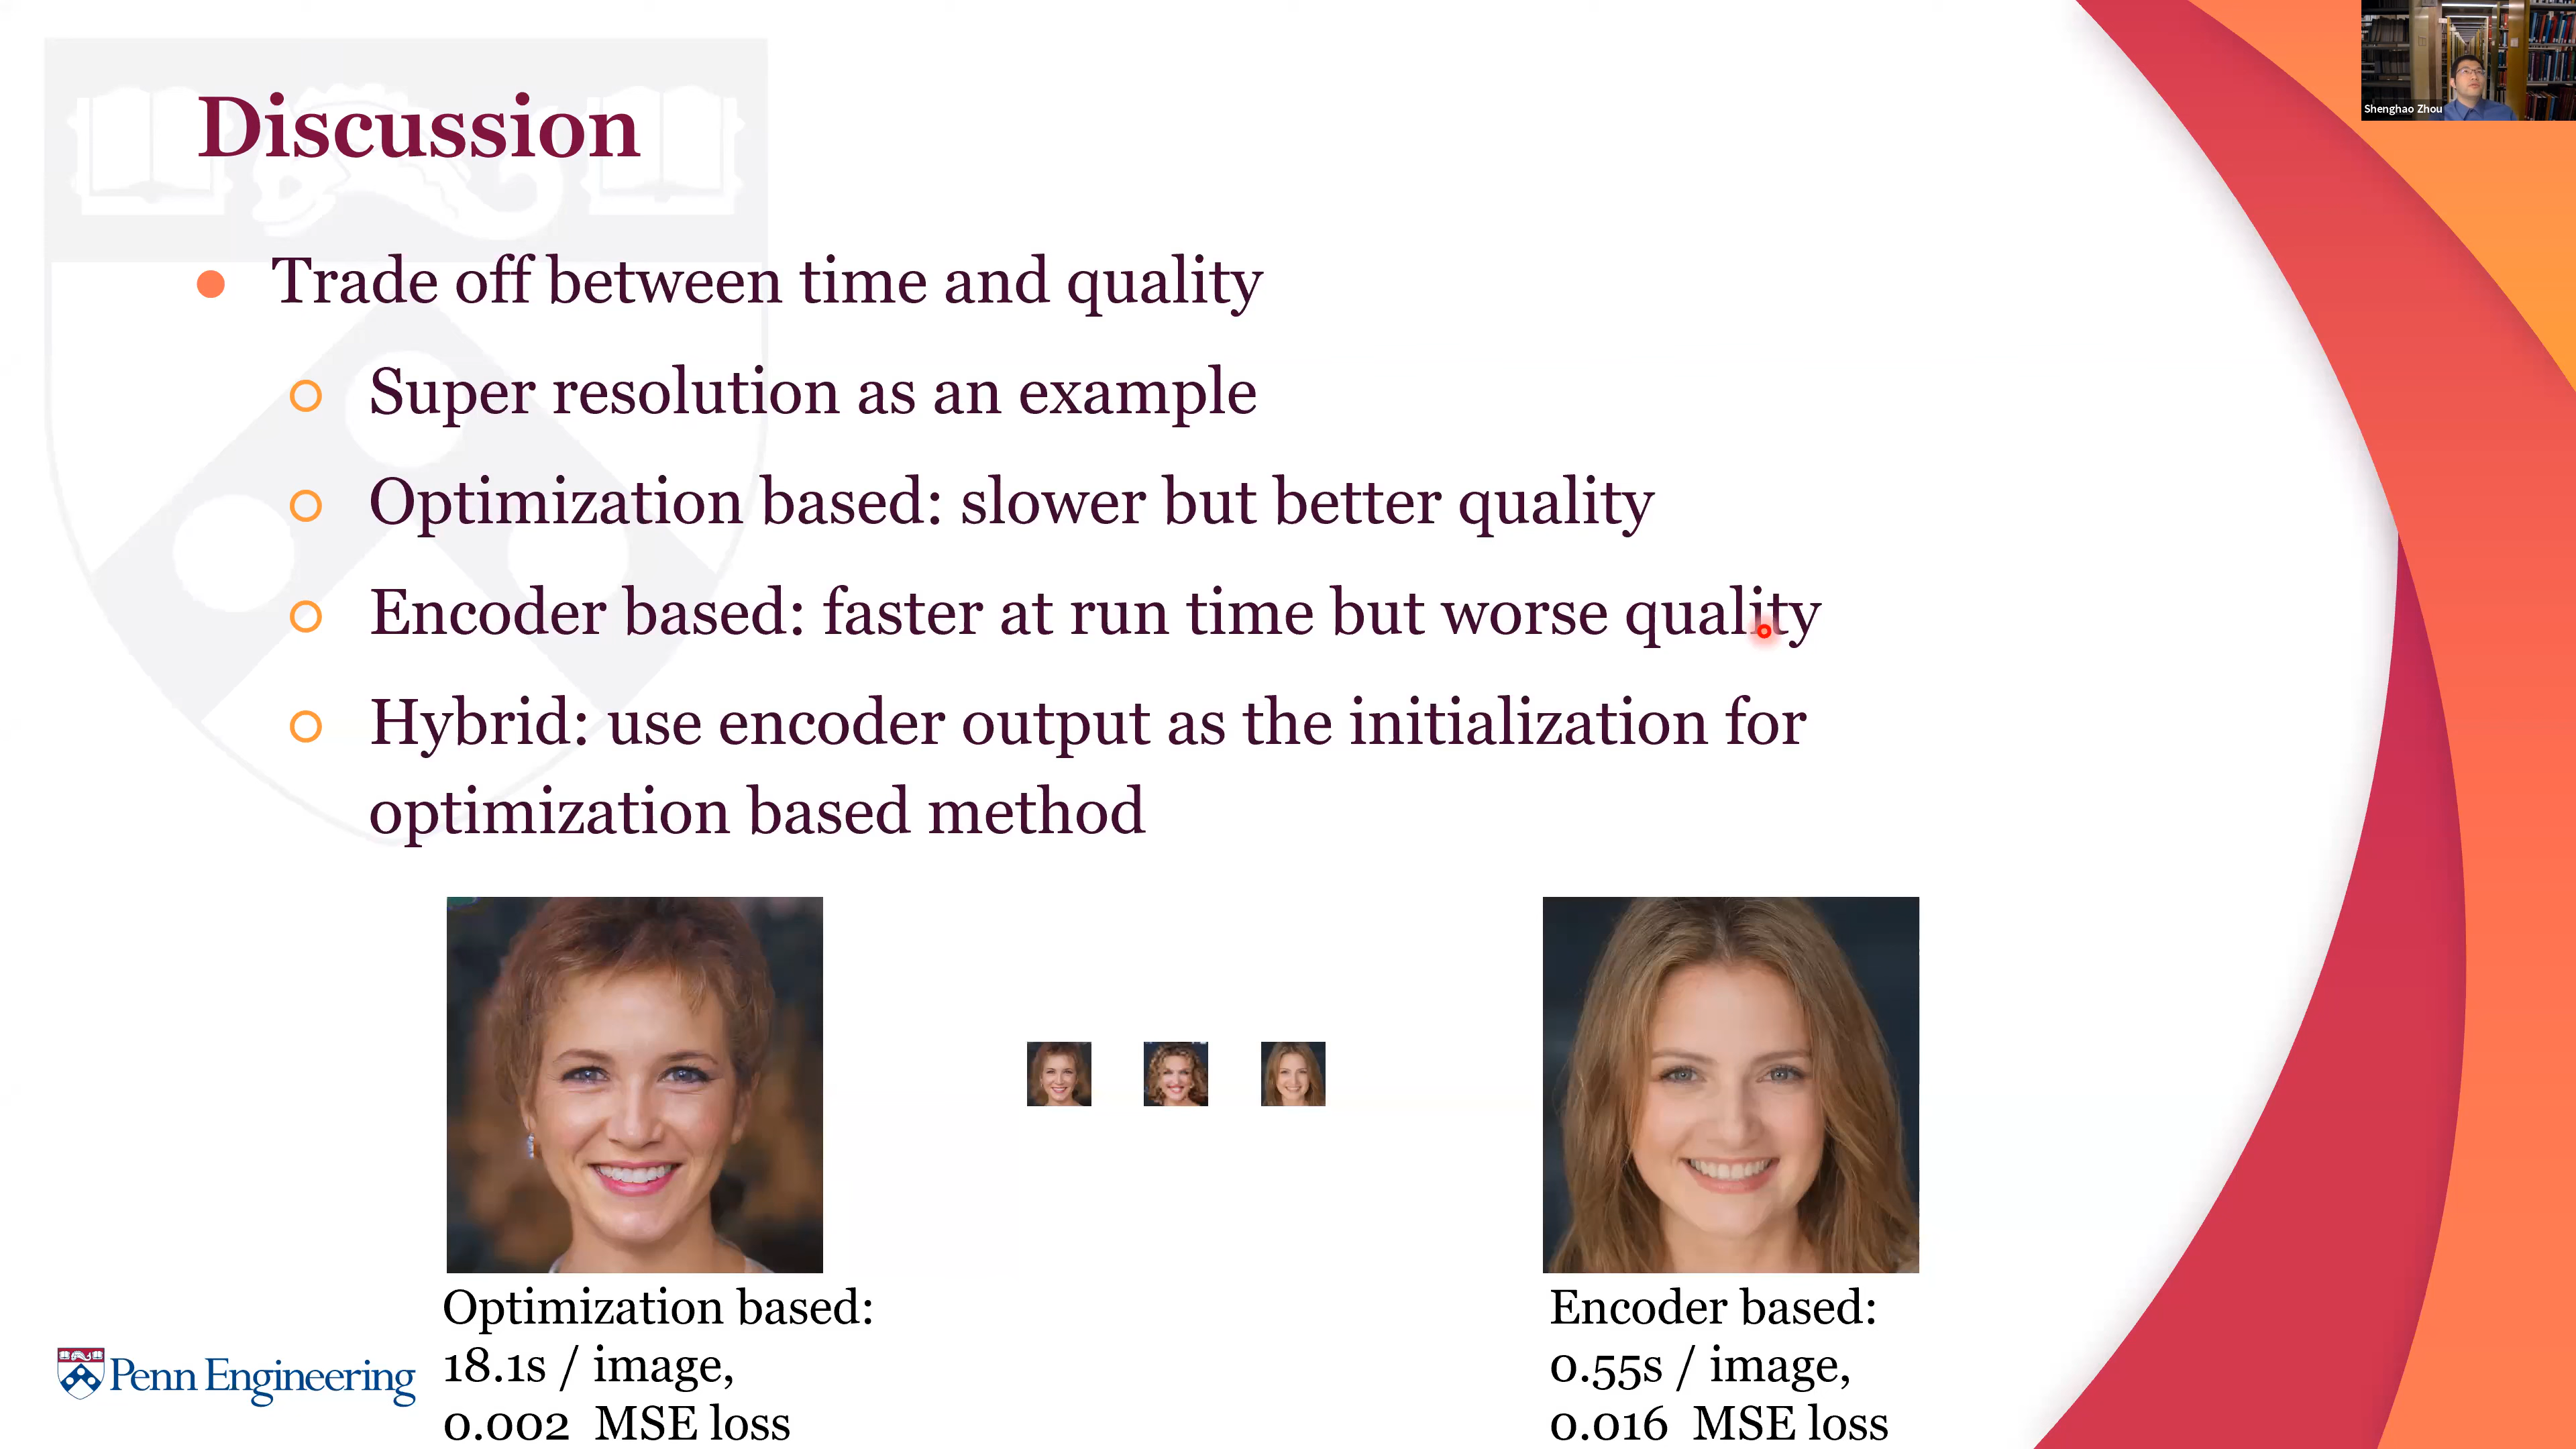 Shenghao Zhou
Discussion
Trade off between time and quality
Super resolution as an example
Optimization based: slower but better quality
Encoder based: faster at run time but worse quality
Hybrid: use encoder output as the initialization for
optimization based method
Optimization based:
18.1s / image,
0.002 MSE loss
Encoder based:
0.55s / image,
0.016 MSE loss
Penn Engineering